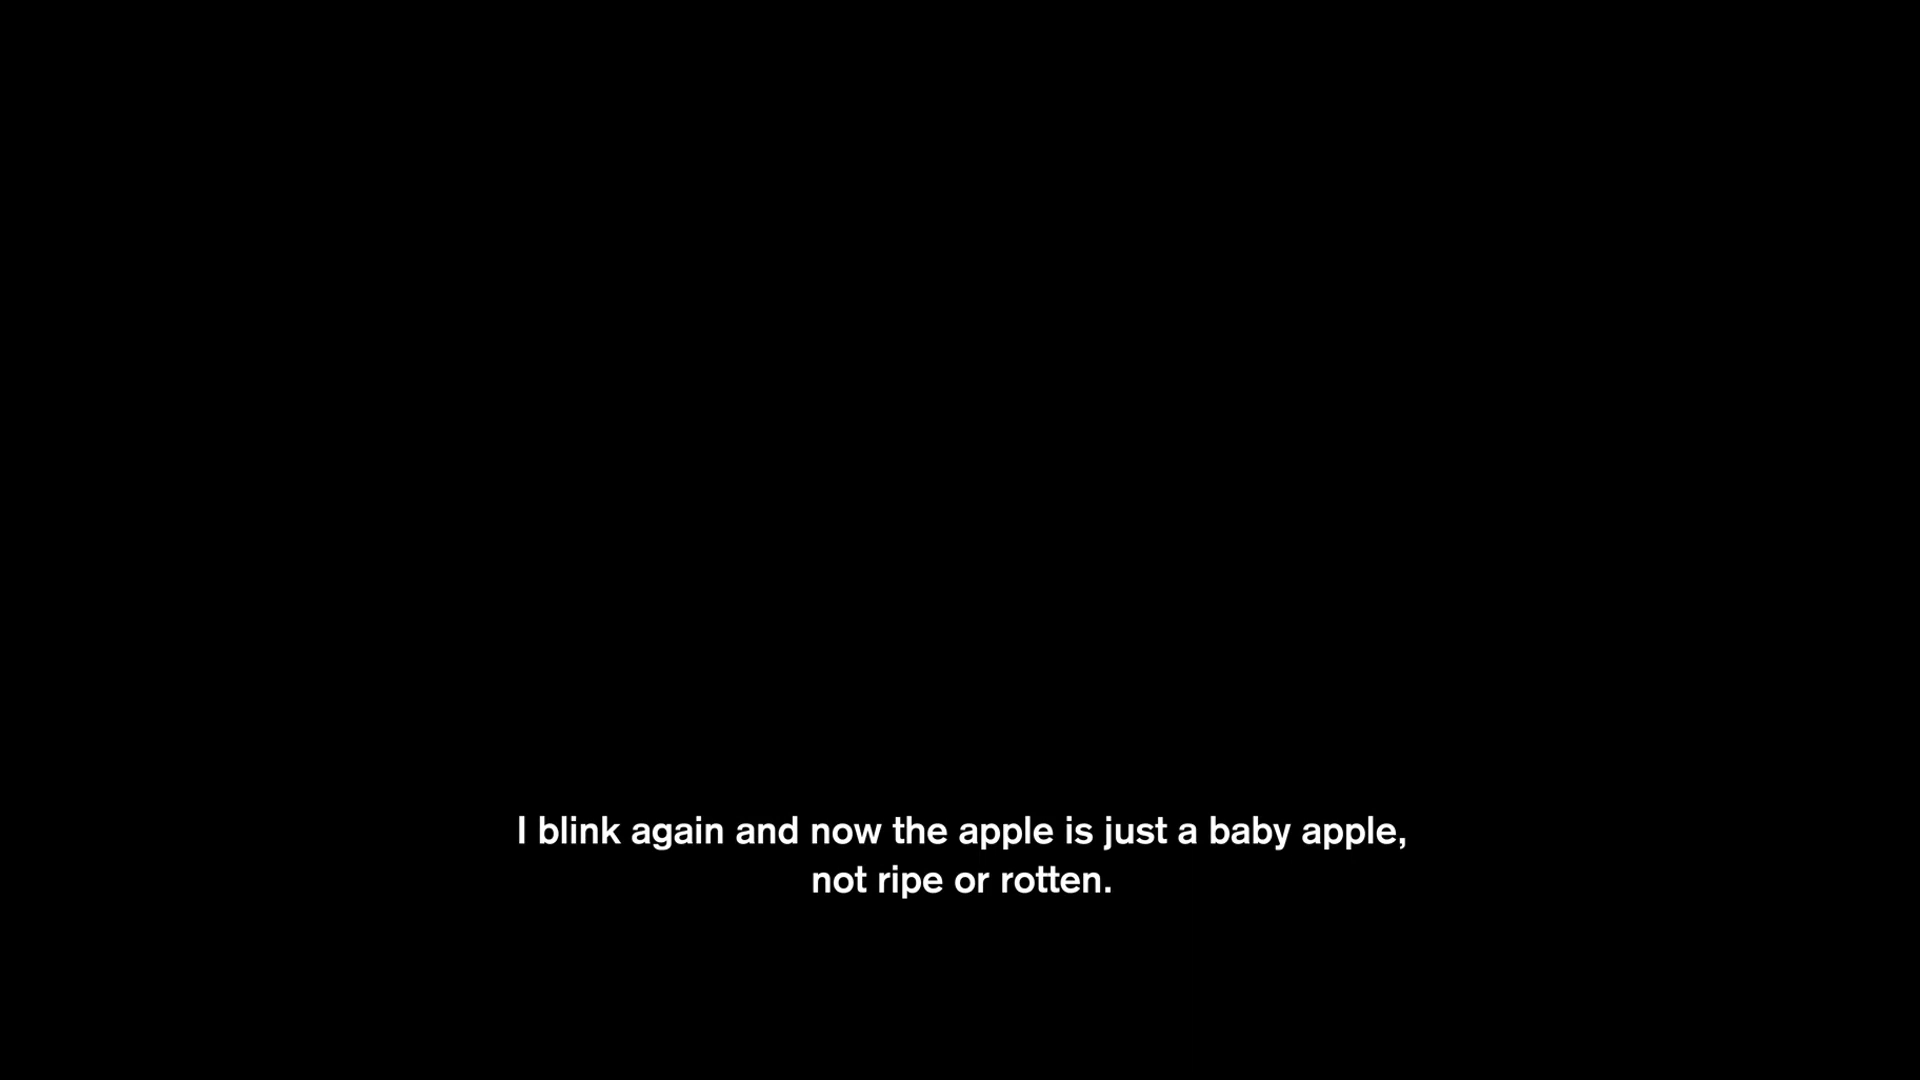 I blink again and now the apple is just a baby apple,
not ripe or rotten.